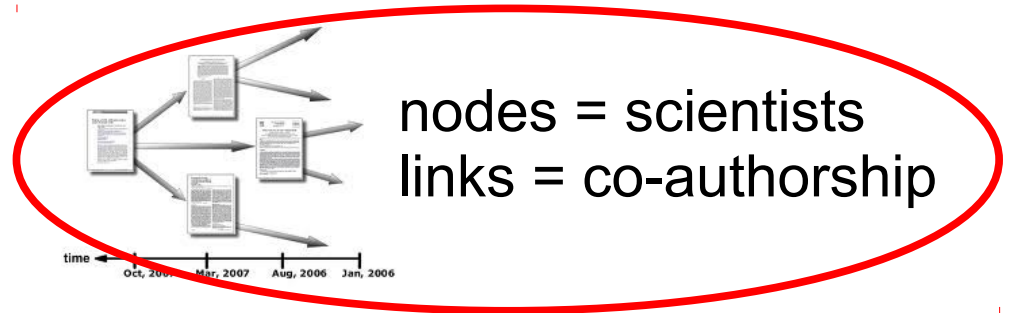 nodes = scientists
links = co-authorship
time
Mar, 2007
Aug, 2006
Jan, 2006